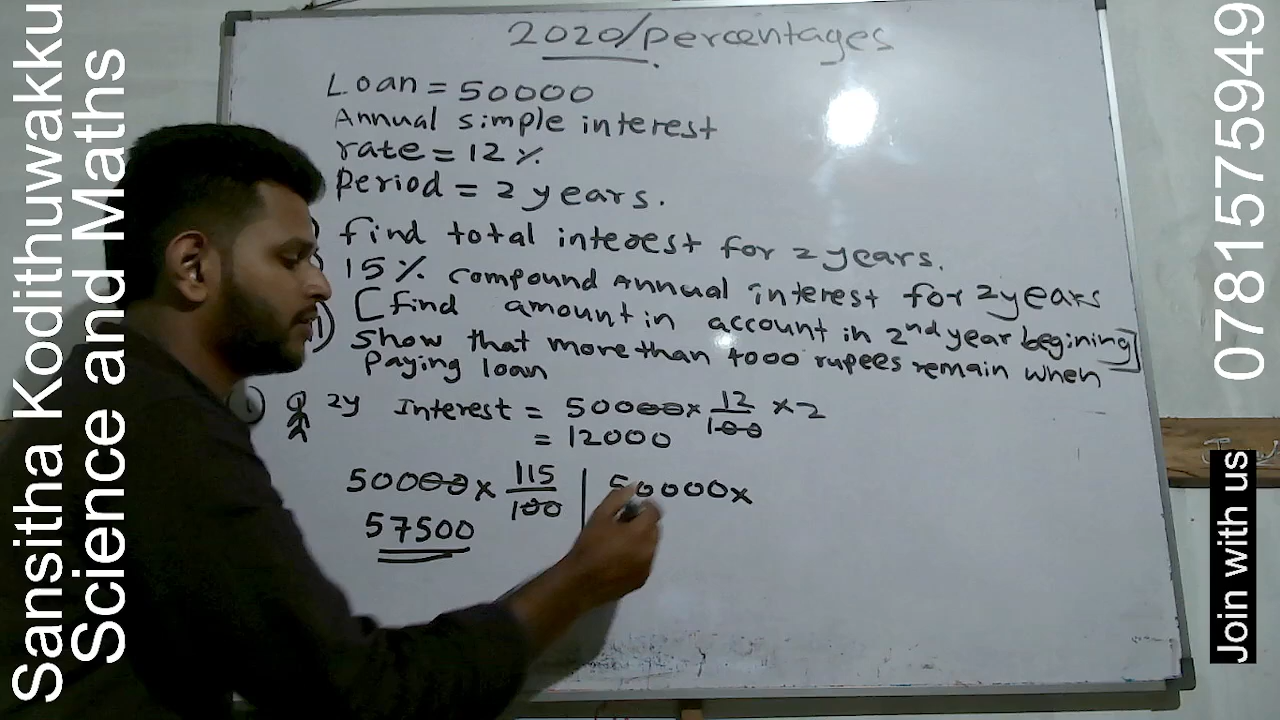 Sansitha Kodithuwakku
Science and Maths
2020/percentages
Loan = 50000
Annual simple interest
rate = 12 %
Period = 2 years.
) find total interest for 2 years.
) 15 % compound Annual interest for 2 years
[find amount in account in 2nd year begining]
) show that more than 4000 rupees remain when
paying loan
(i) 2y Interest = 50000 x 12/100 x 2
= 12000
50000 x 115/100 | 50000 x
57500
0781575949
Join with us